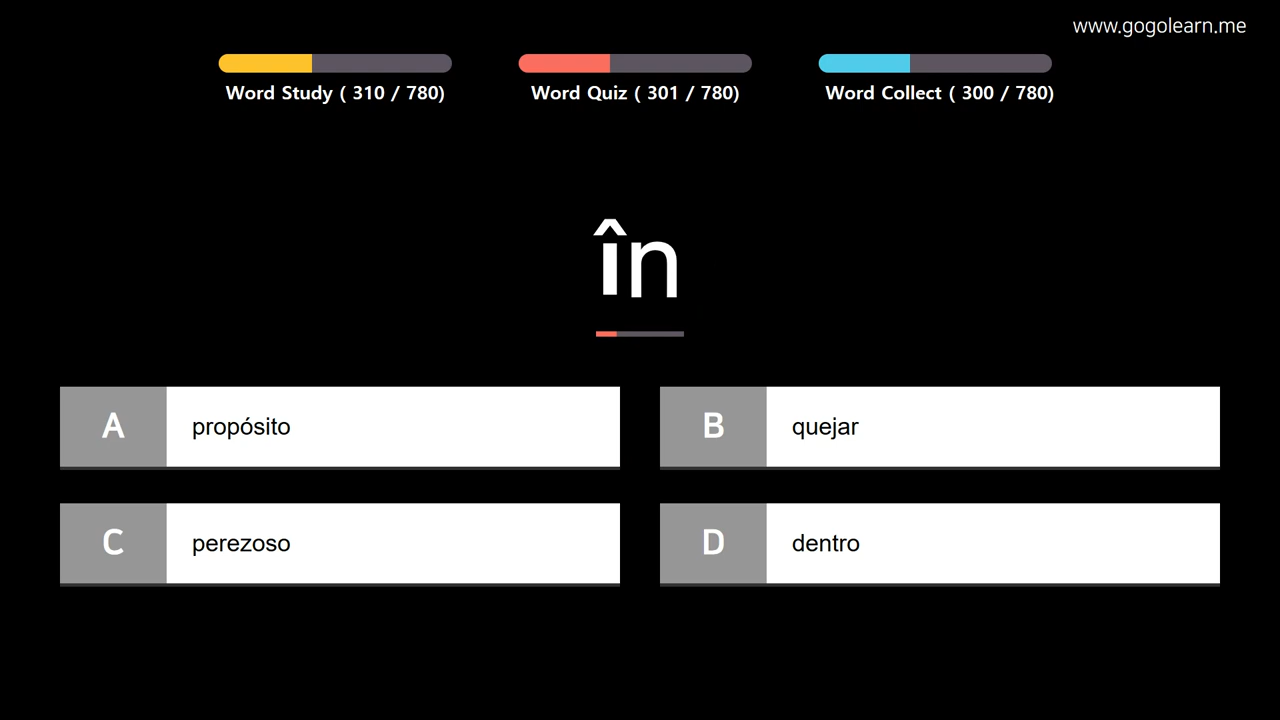 www.gogolearn.me
Word Study ( 310 / 780)
Word Quiz ( 301 / 780)
Word Collect ( 300 / 780)
în
A propósito
B quejar
C perezoso
D dentro